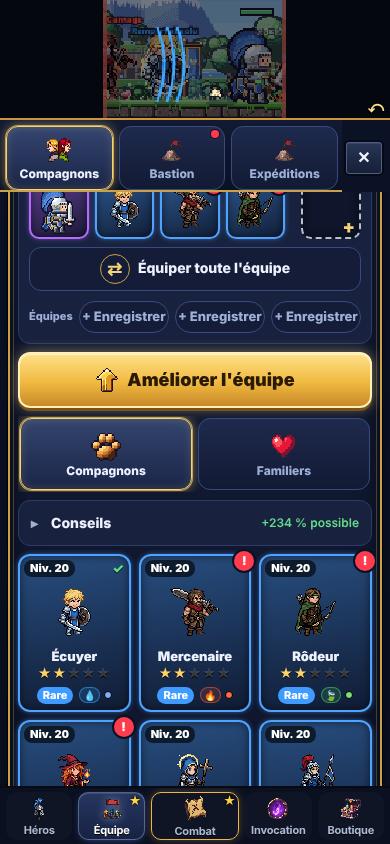 Compagnons
Bastion
Expéditions
×
Équiper toute l'équipe
Équipes
+ Enregistrer
+ Enregistrer
+ Enregistrer
Améliorer l'équipe
Compagnons
Familiers
Conseils
+234 % possible
Niv. 20
Niv. 20
!
Niv. 20
!
Écuyer
Mercenaire
Rôdeur
Rare
Rare
Rare
Niv. 20
!
Niv. 20
Niv. 20
Héros
Équipe
Combat
Invocation
Boutique